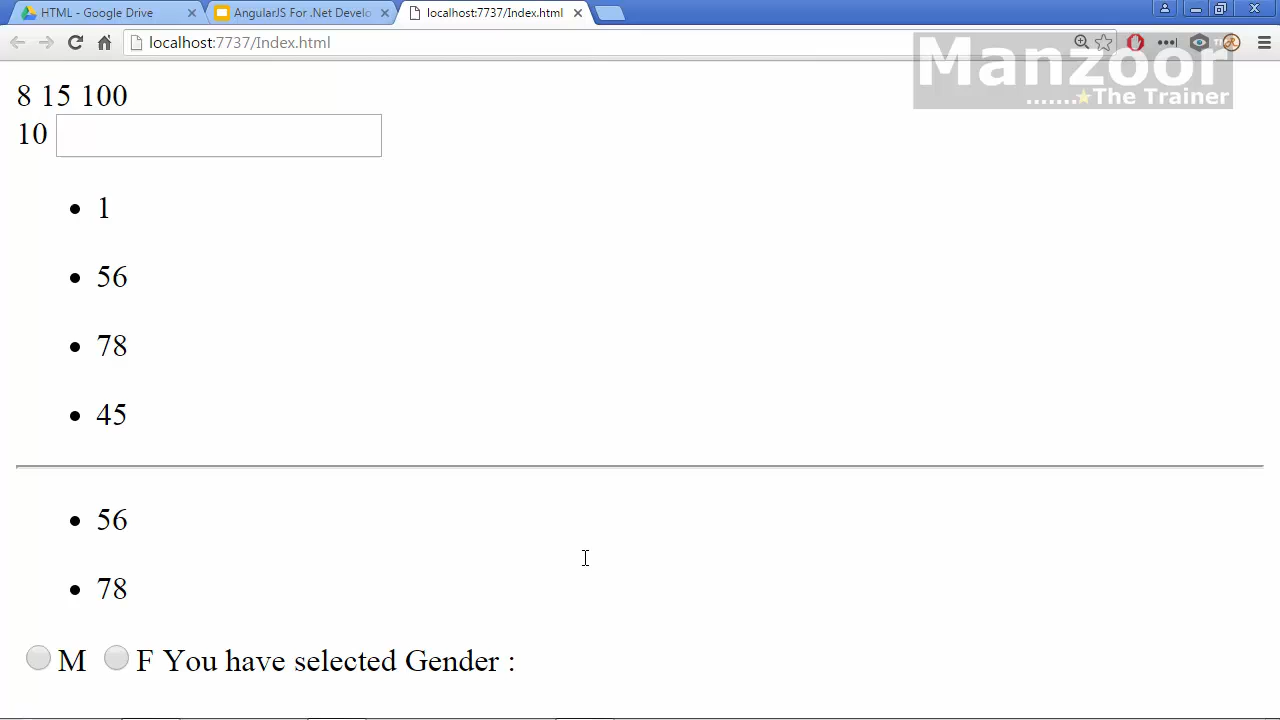 HTML - Google Drive
AngularJS For .Net Develo
localhost:7737/Index.html
localhost:7737/Index.html
Manzoor
.......The Trainer
8 15 100
10
1
56
78
45
56
78
M F You have selected Gender :